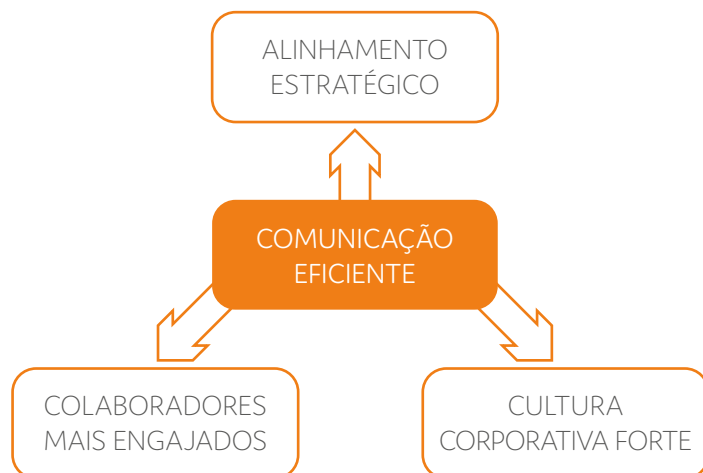 ALINHAMENTO
ESTRATÉGICO
COMUNICAÇÃO
EFICIENTE
COLABORADORES
MAIS ENGAJADOS
CULTURA
CORPORATIVA FORTE